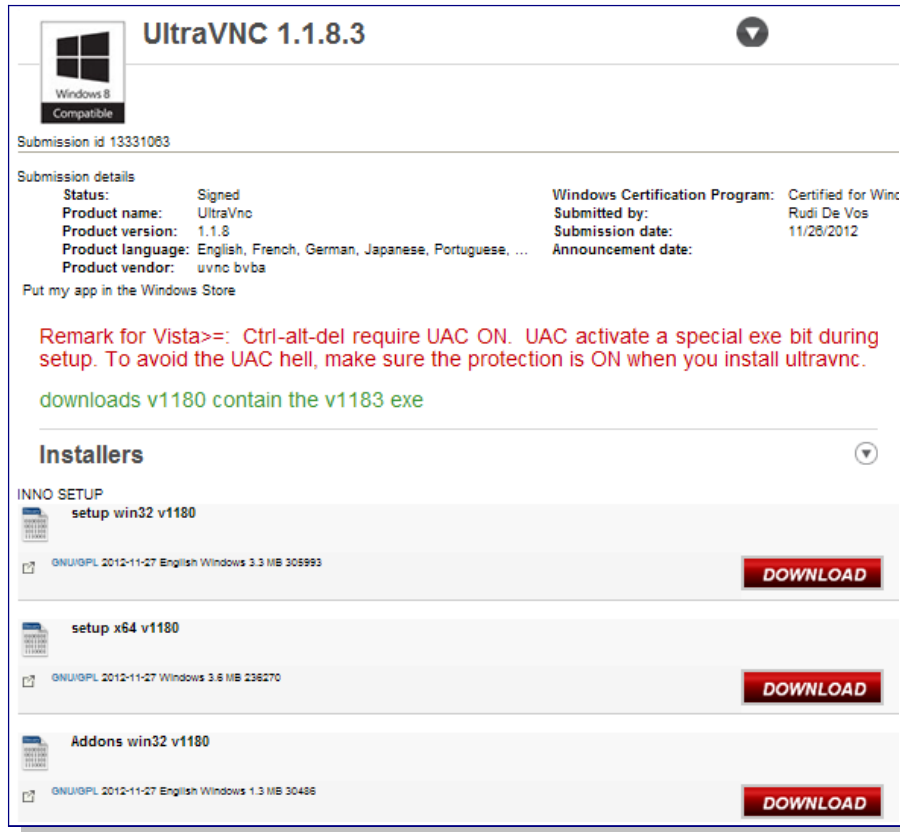 UltraVNC 1.1.8.3
Windows 8
Compatible
Submission id 13331063
Submission details
Status: Signed
Product name: UltraVnc
Product version: 1.1.8
Product language: English, French, German, Japanese, Portuguese, ...
Product vendor: uvnc bvba
Windows Certification Program: Certified for Wind
Submitted by: Rudi De Vos
Submission date: 11/26/2012
Announcement date:
Put my app in the Windows Store
Remark for Vista>=: Ctrl-alt-del require UAC ON. UAC activate a special exe bit during
setup. To avoid the UAC hell, make sure the protection is ON when you install ultravnc.
downloads v1180 contain the v1183 exe
Installers
INNO SETUP
setup win32 v1180
GNU/GPL 2012-11-27 English Windows 3.3 MB 305993
DOWNLOAD
setup x64 v1180
GNU/GPL 2012-11-27 Windows 3.6 MB 236270
DOWNLOAD
Addons win32 v1180
GNU/GPL 2012-11-27 English Windows 1.3 MB 30486
DOWNLOAD